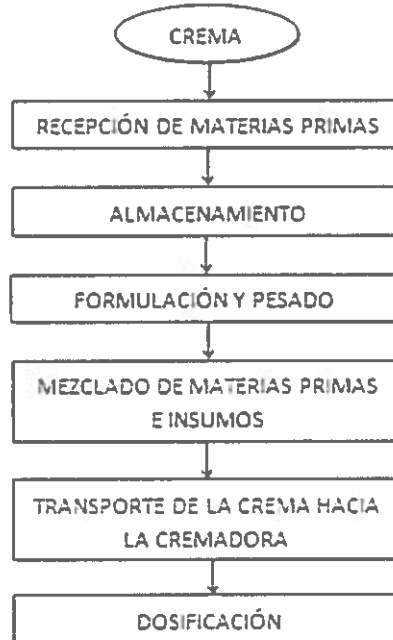 CREMA
RECEPCIÓN DE MATERIAS PRIMAS
ALMACENAMIENTO
FORMULACIÓN Y PESADO
MEZCLADO DE MATERIAS PRIMAS
E INSUMOS
TRANSPORTE DE LA CREMA HACIA
LA CREMADORA
DOSIFICACIÓN